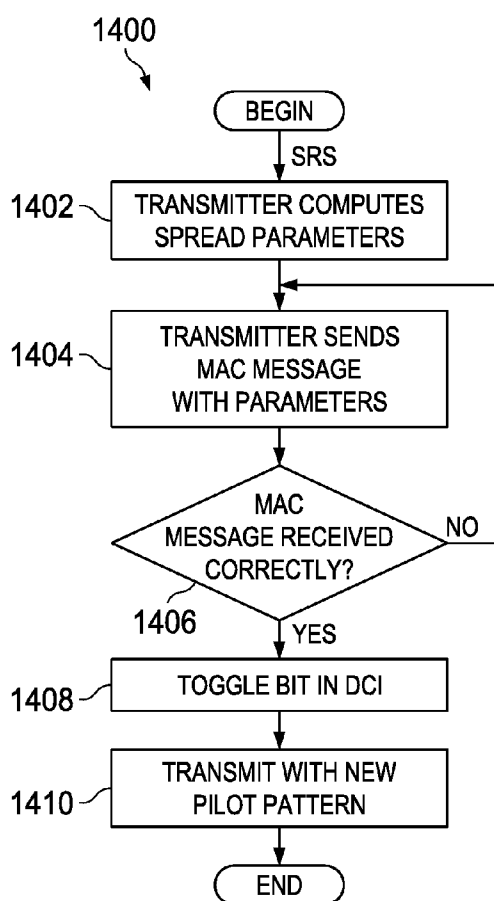 1400
BEGIN
SRS
1402
TRANSMITTER COMPUTES
SPREAD PARAMETERS
1404
TRANSMITTER SENDS
MAC MESSAGE
WITH PARAMETERS
MAC
MESSAGE RECEIVED
CORRECTLY?
NO
1406
YES
1408
TOGGLE BIT IN DCI
1410
TRANSMIT WITH NEW
PILOT PATTERN
END